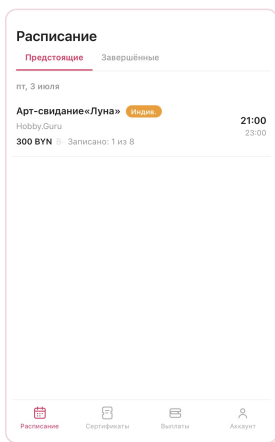 Расписание
Предстоящие Завершённые
пт, 3 июля
Арт-свидание«Луна» Индив.
21:00
Hobby.Guru
23:00
300 BYN Записано: 1 из 8
Расписание Сертификаты Выплаты Аккаунт